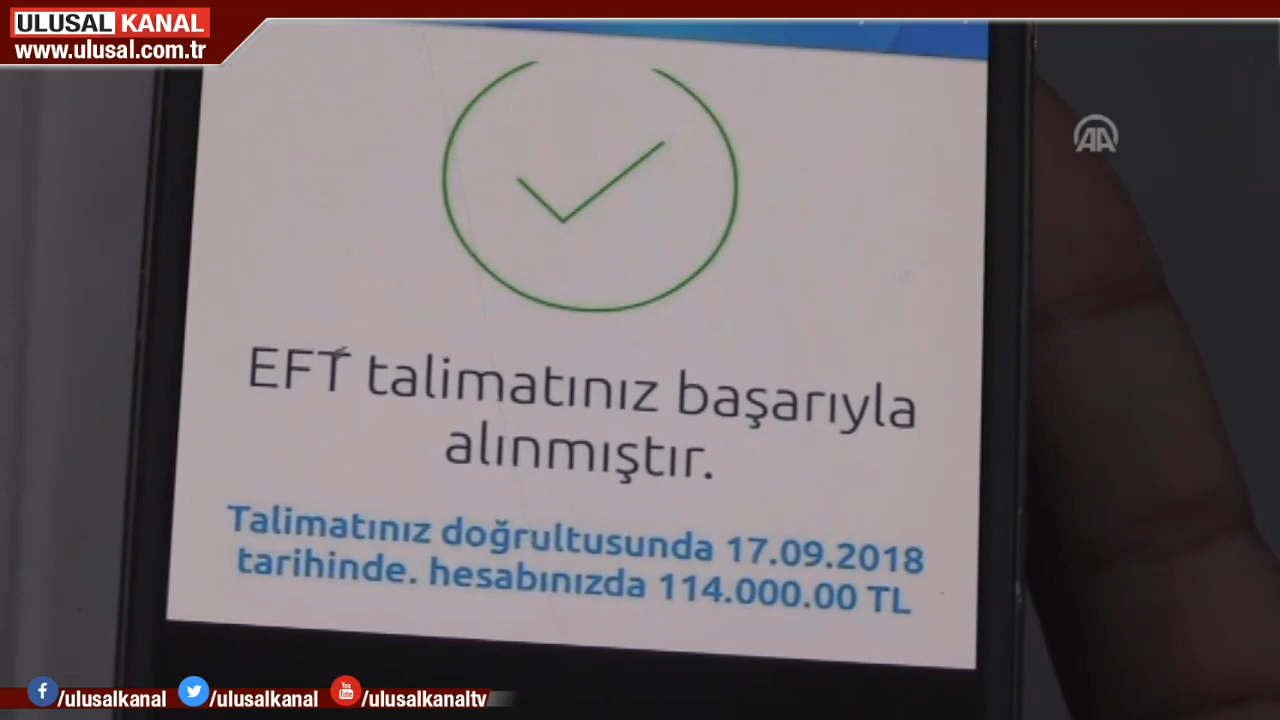 ULUSAL KANAL
www.ulusal.com.tr
AA
EFT talimatınız başarıyla
alınmıştır.
Talimatınız doğrultusunda 17.09.2018
tarihinde. hesabınızda 114.000.00 TL
/ulusalkanal /ulusalkanal /ulusalkanaltv